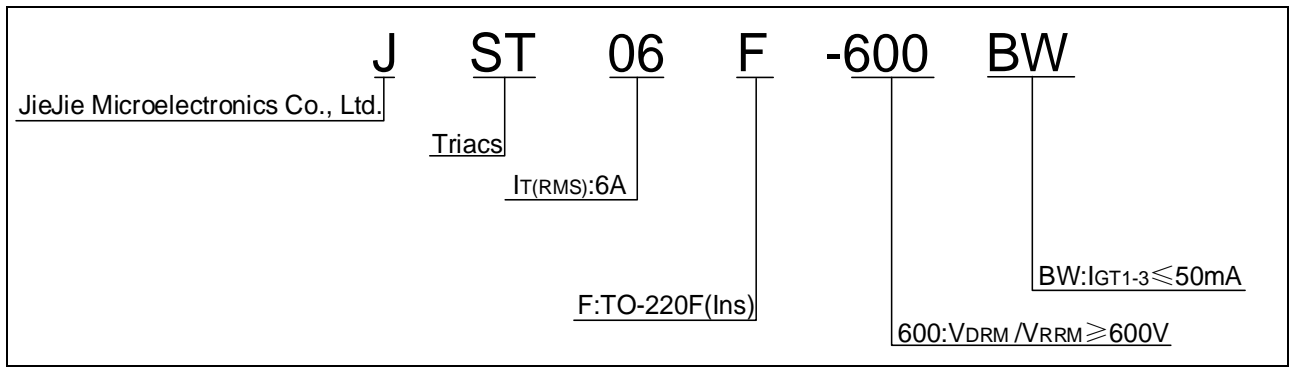 J ST 06 F -600 BW
JieJie Microelectronics Co., Ltd.
Triacs
IT(RMS):6A
BW:IGT1-3≤50mA
F:TO-220F(Ins)
600:VDRM /VRRM≥600V